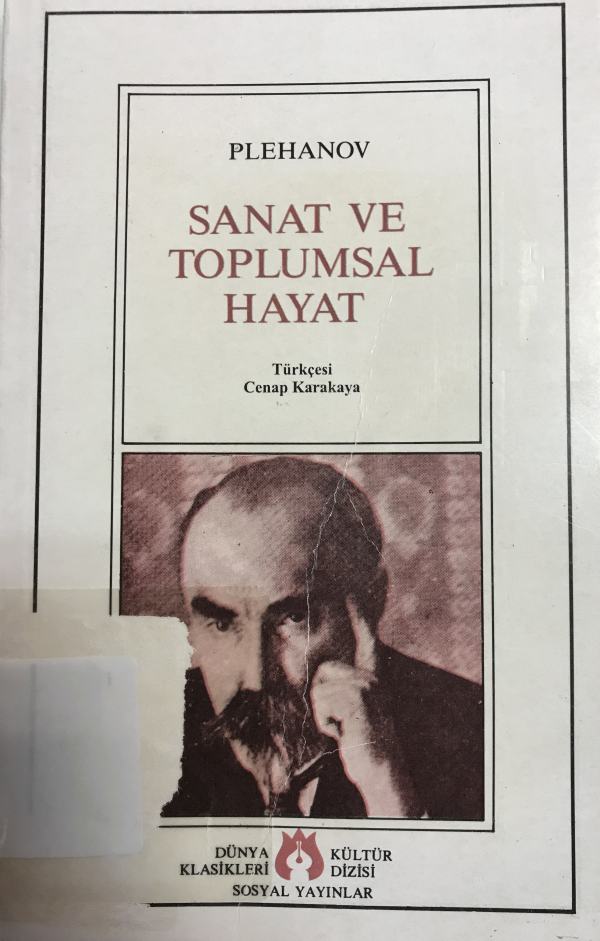 PLEHANOV
SANAT VE
TOPLUMSAL
HAYAT
Türkçesi
Cenap Karakaya
DÜNYA KÜLTÜR
KLASİKLERİ DİZİSİ
SOSYAL YAYINLAR